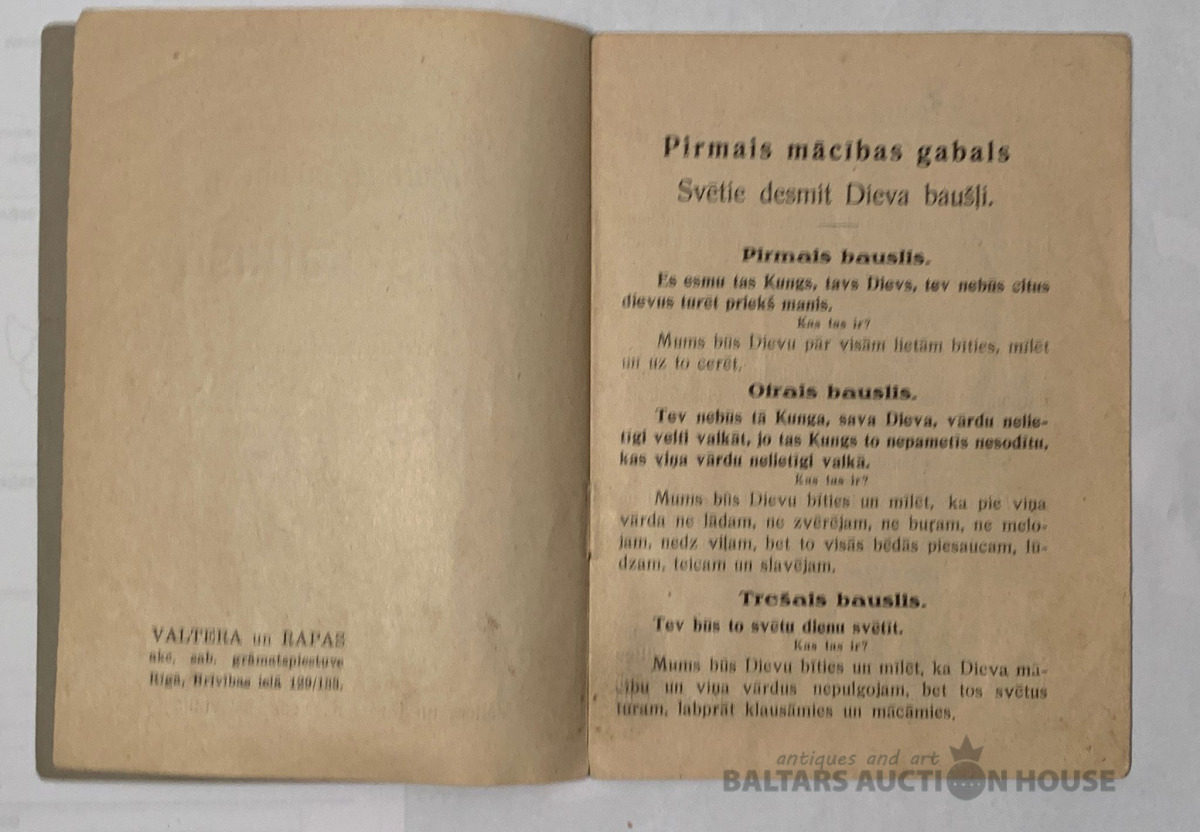 VALTERA un RAPAS
akc. sab. grāmatspiestuve
Rīgā, Brīvības ielā 129/133.
Pirmais mācības gabals
Svētie desmit Dieva baušļi.
Pirmais bauslis.
Es esmu tas Kungs, tavs Dievs, tev nebūs citus
dievus turēt priekš manis.
Kas tas ir?
Mums būs Dievu pār visām lietām bīties, mīlēt
un uz to cerēt.
Otrais bauslis.
Tev nebūs tā Kunga, sava Dieva, vārdu nelie-
tīgi velti valkāt, jo tas Kungs to nepametīs nesodītu,
kas viņa vārdu nelietīgi valkā.
Kas tas ir?
Mums būs Dievu bīties un mīlēt, ka pie viņa
vārda ne lādam, ne zvērējam, ne buŗam, ne melo-
jam, nedz viļam, bet to visās bēdās piesaucam, lū-
dzam, teicam un slavējam.
Trešais bauslis.
Tev būs to svētu dienu svētīt.
Kas tas ir?
Mums būs Dievu bīties un mīlēt, ka Dieva mā-
cību un viņa vārdus nepulgojam, bet tos svētus
turam, labprāt klausāmies un mācāmies.
antiques and art
BALTARS AUCTION HOUSE